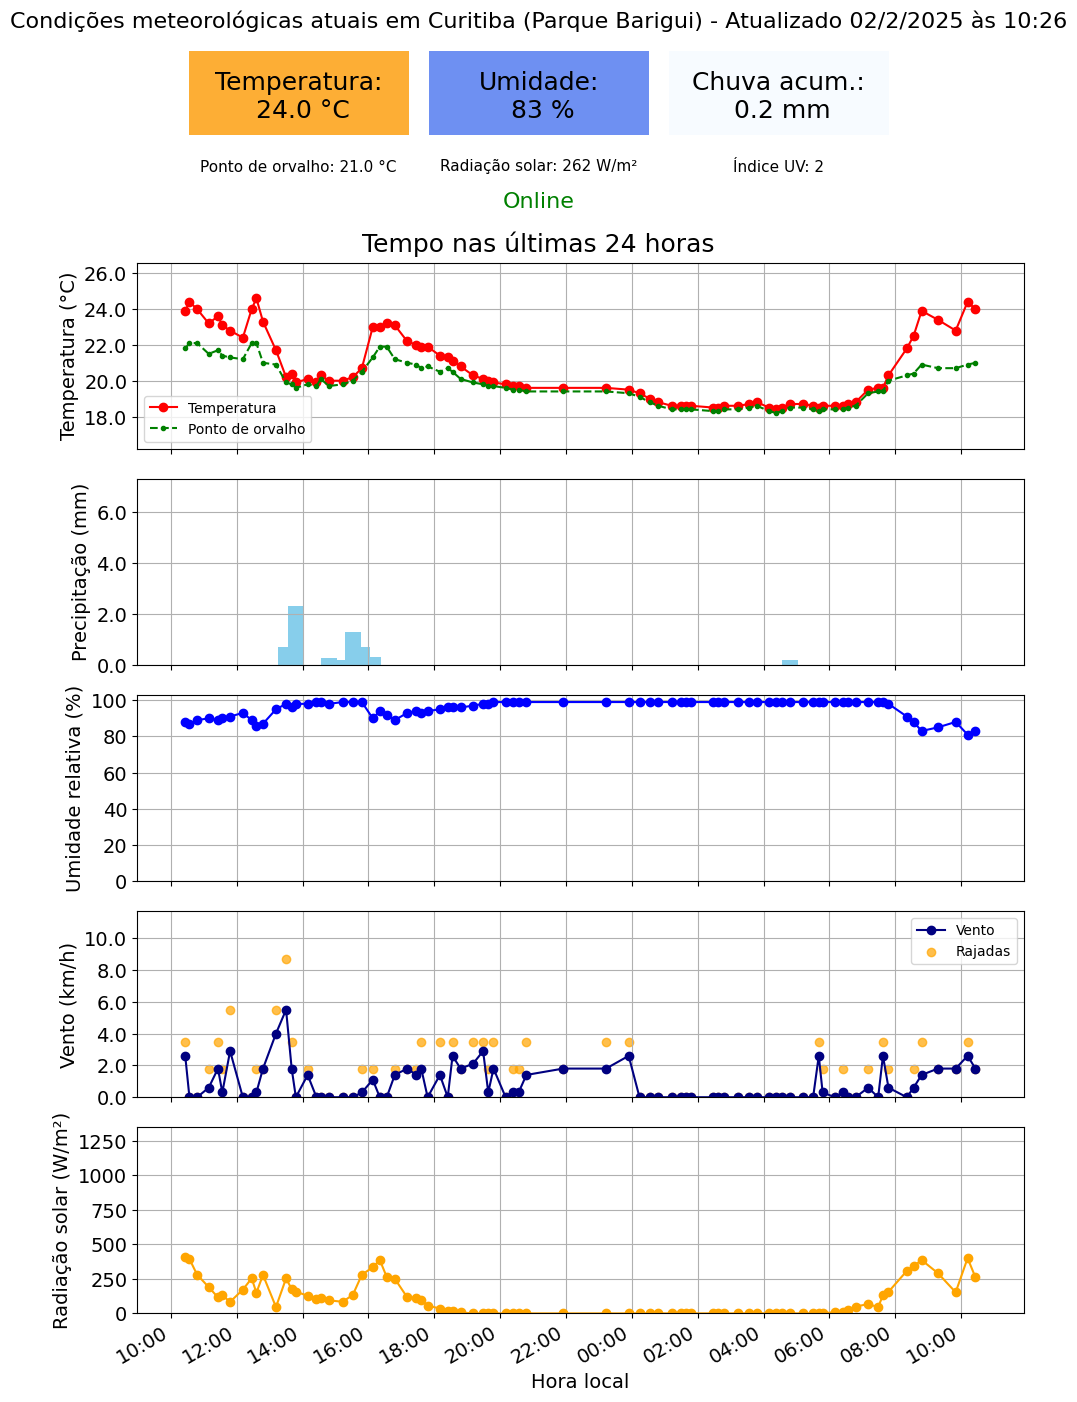 Condições meteorológicas atuais em Curitiba (Parque Barigui) - Atualizado 02/2/2025 às 10:26
Temperatura:
24.0 °C
Umidade:
83 %
Chuva acum.:
0.2 mm
Ponto de orvalho: 21.0 °C
Radiação solar: 262 W/m²
Índice UV: 2
Online
Tempo nas últimas 24 horas
Temperatura (°C)
26.0
24.0
22.0
20.0
18.0
Temperatura
Ponto de orvalho
Precipitação (mm)
6.0
4.0
2.0
0.0
Umidade relativa (%)
100
80
60
40
20
0
Vento (km/h)
10.0
8.0
6.0
4.0
2.0
0.0
Vento
Rajadas
Radiação solar (W/m²)
1250
1000
750
500
250
0
10:00
12:00
14:00
16:00
18:00
20:00
22:00
00:00
02:00
04:00
06:00
08:00
10:00
Hora local